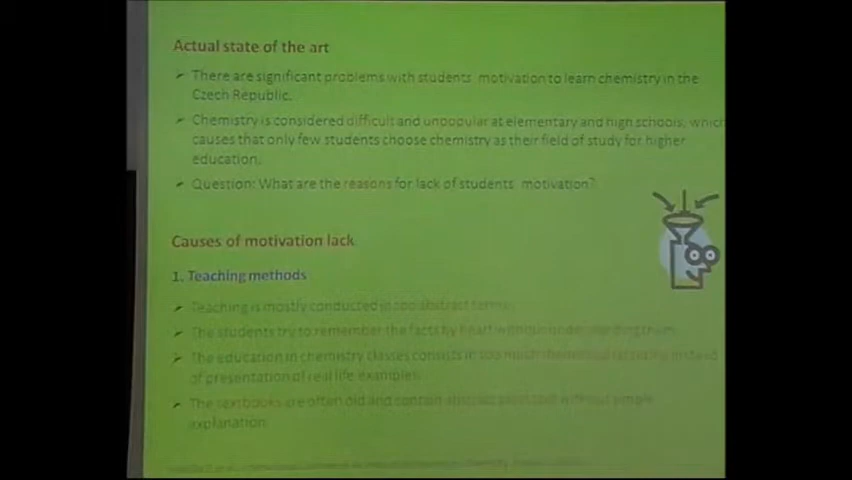 Actual state of the art
There are significant problems with students' motivation to learn chemistry in the
Czech Republic.
Chemistry is considered difficult and unpopular at elementary and high schools, which
causes that only few students choose chemistry as their field of study for higher
education.
Question: What are the reasons for lack of students' motivation?
Causes of motivation lack
1. Teaching methods
Teaching is mostly conducted in too abstract terms.
The students try to remember the facts by heart without understanding them.
The education in chemistry classes consists in too much theoretical lecturing instead
of presentation of real life examples.
The textbooks are often old and contain abstract without simple
explanation.